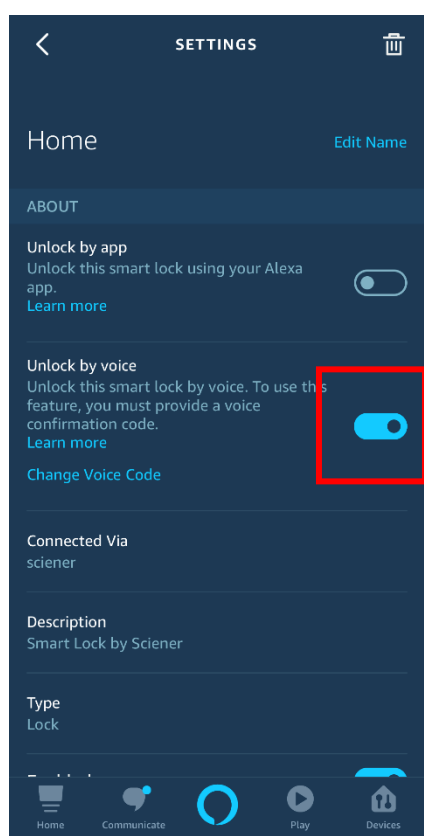 SETTINGS
Home
Edit Name
ABOUT
Unlock by app
Unlock this smart lock using your Alexa
app.
Learn more
Unlock by voice
Unlock this smart lock by voice. To use this
feature, you must provide a voice
confirmation code.
Learn more
Change Voice Code
Connected Via
sciener
Description
Smart Lock by Sciener
Type
Lock
Home
Communicate
Play
Devices